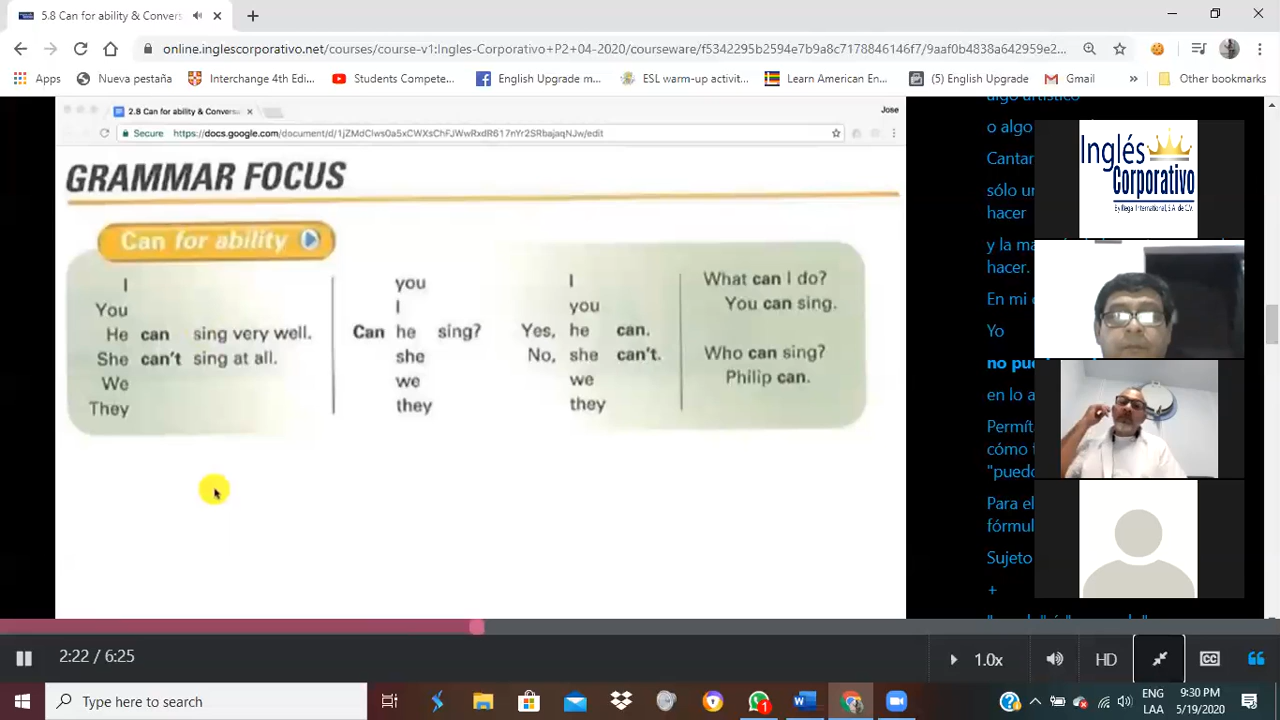 5.8 Can for ability & Convers
online.inglescorporativo.net/courses/course-v1:Ingles-Corporativo+P2+04-2020/courseware/f5342295b2594e7b9a8c7178846146f7/9aaf0b4838a642959e2...
Apps Nueva pestaña Interchange 4th Edi... Students Compete... English Upgrade m... ESL warm-up activit... Learn American En... (5) English Upgrade Gmail » Other bookmarks
2.8 Can for ability & Conversa Jose
Secure https://docs.google.com/document/d/1jZMdClws0a5xCWXsChFJWwRxdR617nYr2SRbajaqNJw/edit
GRAMMAR FOCUS
Can for ability
I
You
He can sing very well.
She can't sing at all.
We
They
you
I
Can he sing?
she
we
they
I
you
Yes, he can.
No, she can't.
we
they
What can I do?
You can sing.
Who can sing?
Philip can.
algo artístico
o algo
Cantar
sólo un
hacer
y la ma
hacer.
En mi
Yo
no pue
en lo a
Permít
cómo t
"puedo
Para el
fórmul
Sujeto
+
Inglés
Corporativo
By Regal International, S.A. de C.V.
2:22 / 6:25
1.0x
HD
CC
Type here to search
1
ENG
LAA
9:30 PM
5/19/2020